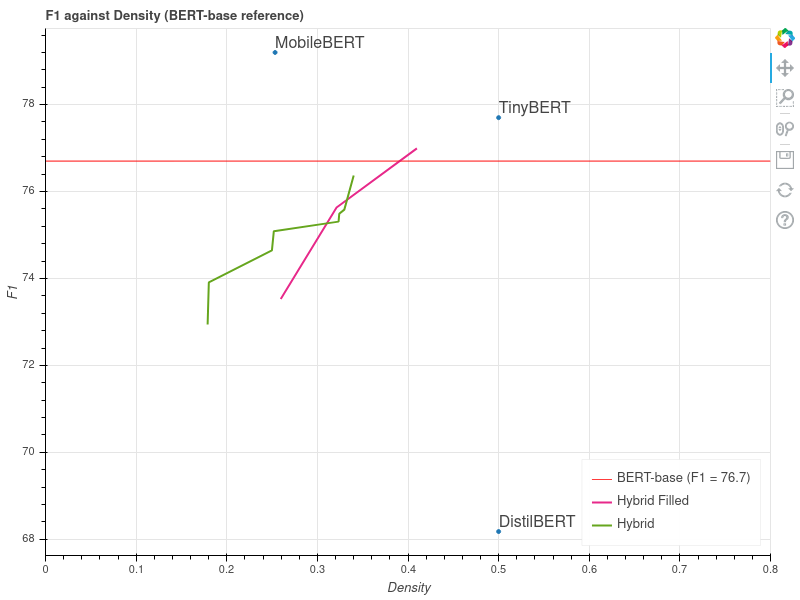 F1 against Density (BERT-base reference)
MobileBERT
TinyBERT
DistilBERT
78
76
74
72
70
68
F1
0
0.1
0.2
0.3
0.4
0.5
0.6
0.7
0.8
Density
BERT-base (F1 = 76.7)
Hybrid Filled
Hybrid